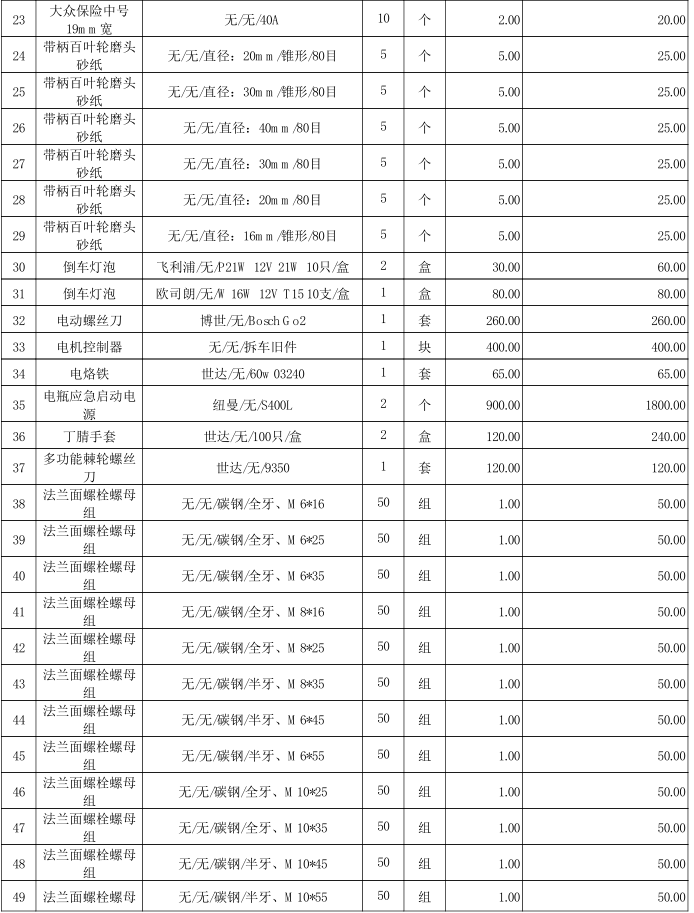 23 大众保险中号 19mm宽 无/无/40A 10 个 2.00 20.00
24 带柄百叶轮磨头砂纸 无/无/直径：20mm/锥形/80目 5 个 5.00 25.00
25 带柄百叶轮磨头砂纸 无/无/直径：30mm/锥形/80目 5 个 5.00 25.00
26 带柄百叶轮磨头砂纸 无/无/直径：40mm/80目 5 个 5.00 25.00
27 带柄百叶轮磨头砂纸 无/无/直径：30mm/80目 5 个 5.00 25.00
28 带柄百叶轮磨头砂纸 无/无/直径：20mm/80目 5 个 5.00 25.00
29 带柄百叶轮磨头砂纸 无/无/直径：16mm/锥形/80目 5 个 5.00 25.00
30 倒车灯泡 飞利浦/无/P21W 12V 21W 10只/盒 2 盒 30.00 60.00
31 倒车灯泡 欧司朗/无/W16W 12V T15 10支/盒 1 盒 80.00 80.00
32 电动螺丝刀 博世/无/Bosch Go2 1 套 260.00 260.00
33 电机控制器 无/无/拆车旧件 1 块 400.00 400.00
34 电烙铁 世达/无/60w 03240 1 套 65.00 65.00
35 电瓶应急启动电源 纽曼/无/S400L 2 个 900.00 1800.00
36 丁腈手套 世达/无/100只/盒 2 盒 120.00 240.00
37 多功能棘轮螺丝刀 世达/无/9350 1 套 120.00 120.00
38 法兰面螺栓螺母组 无/无/碳钢/全牙、M6*16 50 组 1.00 50.00
39 法兰面螺栓螺母组 无/无/碳钢/全牙、M6*25 50 组 1.00 50.00
40 法兰面螺栓螺母组 无/无/碳钢/全牙、M6*35 50 组 1.00 50.00
41 法兰面螺栓螺母组 无/无/碳钢/全牙、M8*16 50 组 1.00 50.00
42 法兰面螺栓螺母组 无/无/碳钢/全牙、M8*25 50 组 1.00 50.00
43 法兰面螺栓螺母组 无/无/碳钢/半牙、M8*35 50 组 1.00 50.00
44 法兰面螺栓螺母组 无/无/碳钢/半牙、M6*45 50 组 1.00 50.00
45 法兰面螺栓螺母组 无/无/碳钢/半牙、M6*55 50 组 1.00 50.00
46 法兰面螺栓螺母组 无/无/碳钢/全牙、M10*25 50 组 1.00 50.00
47 法兰面螺栓螺母组 无/无/碳钢/全牙、M10*35 50 组 1.00 50.00
48 法兰面螺栓螺母组 无/无/碳钢/半牙、M10*45 50 组 1.00 50.00
49 法兰面螺栓螺母 无/无/碳钢/半牙、M10*55 50 组 1.00 50.00